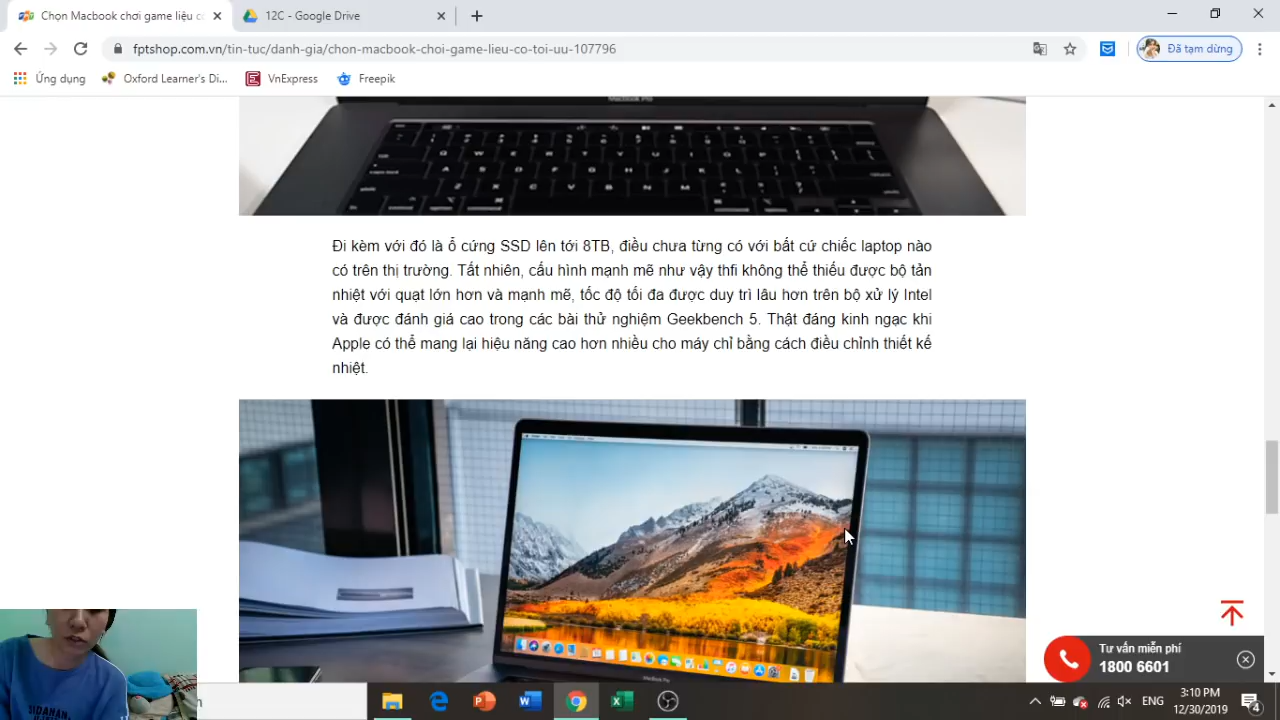 Chọn Macbook chơi game liệu có
12C - Google Drive
fptshop.com.vn/tin-tuc/danh-gia/chon-macbook-choi-game-lieu-co-toi-uu-107796
Đã tạm dừng
Ứng dụng
Oxford Learner's Di...
VnExpress
Freepik
MacBook Pro
Đi kèm với đó là ổ cứng SSD lên tới 8TB, điều chưa từng có với bất cứ chiếc laptop nào
có trên thị trường. Tất nhiên, cấu hình mạnh mẽ như vậy thfi không thể thiếu được bộ tản
nhiệt với quạt lớn hơn và mạnh mẽ, tốc độ tối đa được duy trì lâu hơn trên bộ xử lý Intel
và được đánh giá cao trong các bài thử nghiệm Geekbench 5. Thật đáng kinh ngạc khi
Apple có thể mang lại hiệu năng cao hơn nhiều cho máy chỉ bằng cách điều chỉnh thiết kế
nhiệt.
MacBook Pro
Tư vấn miễn phí
1800 6601
ENG
3:10 PM
12/30/2019
4